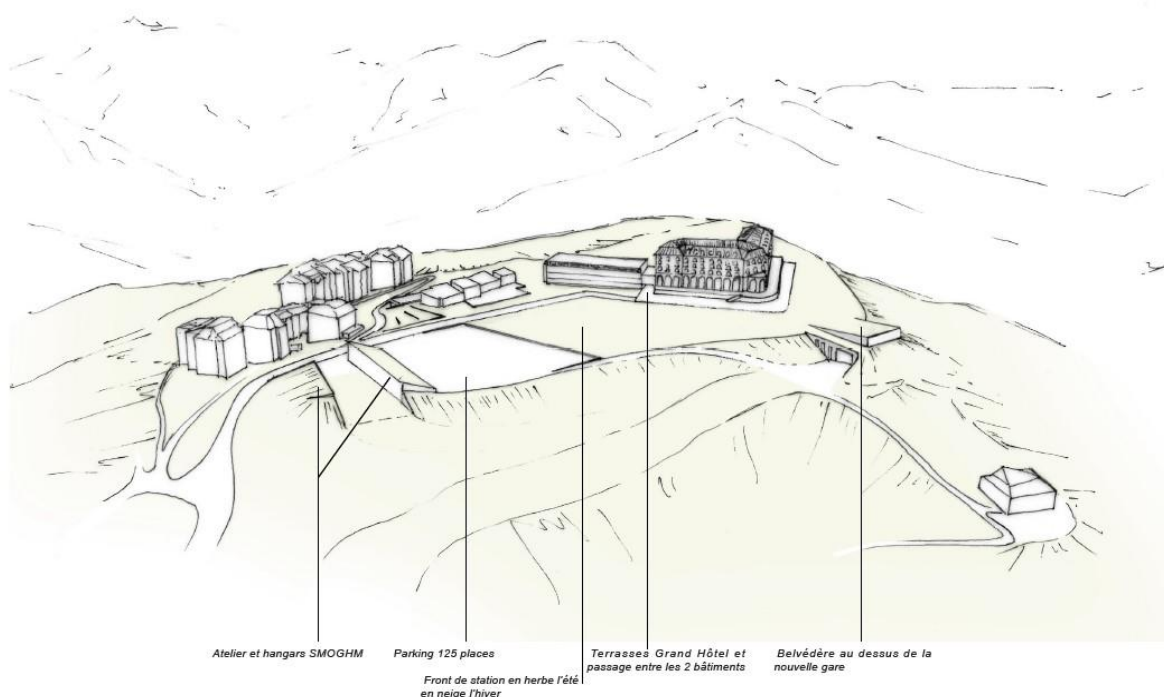 Atelier et hangars SMOGHM
Parking 125 places
Front de station en herbe l'été
en neige l'hiver
Terrasses Grand Hôtel et
passage entre les 2 bâtiments
Belvédère au dessus de la
nouvelle gare